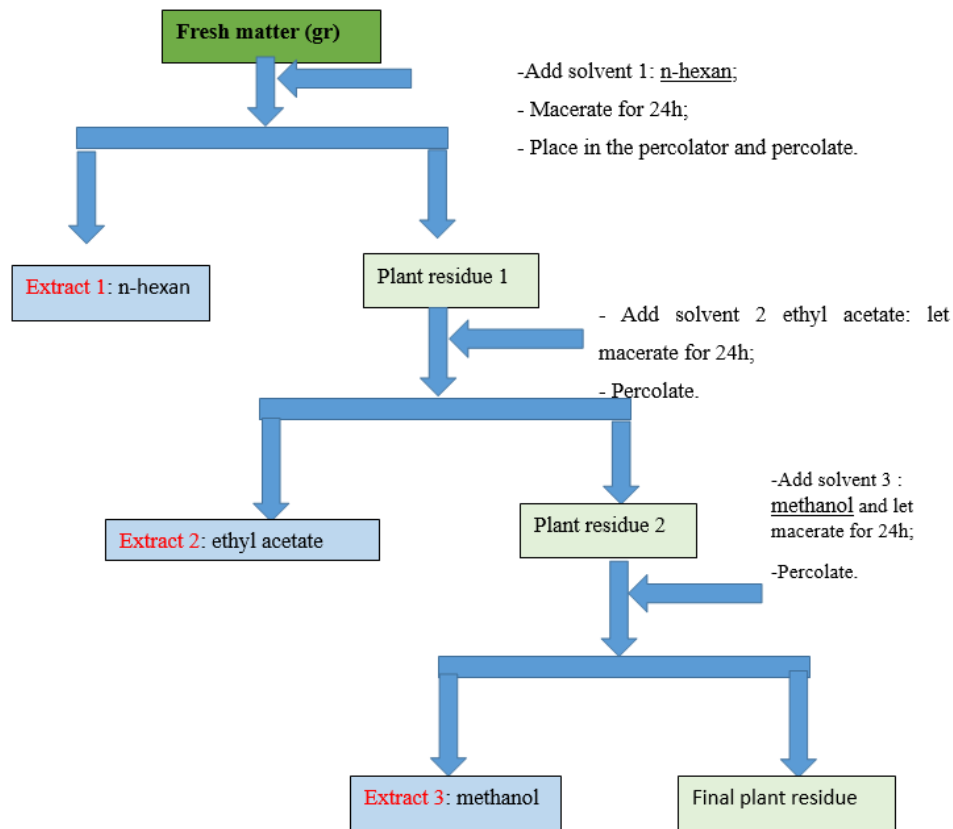 Fresh matter (gr)
-Add solvent 1: n-hexan;
- Macerate for 24h;
- Place in the percolator and percolate.
Extract 1: n-hexan
Plant residue 1
- Add solvent 2 ethyl acetate: let
macerate for 24h;
- Percolate.
Extract 2: ethyl acetate
Plant residue 2
-Add solvent 3 :
methanol and let
macerate for 24h;
-Percolate.
Extract 3: methanol
Final plant residue